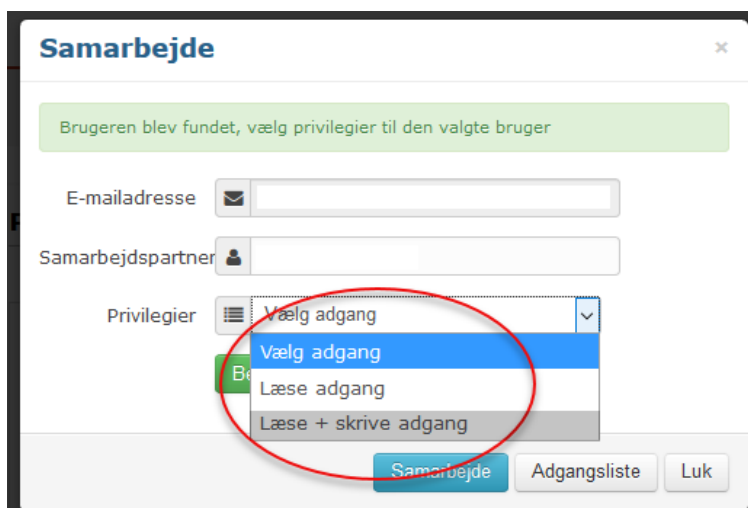 Samarbejde
×
Brugeren blev fundet, vælg privilegier til den valgte bruger
E-mailadresse
Samarbejdspartner
Privilegier
Vælg adgang
Vælg adgang
Læse adgang
Læse + skrive adgang
Samarbejde Adgangsliste Luk